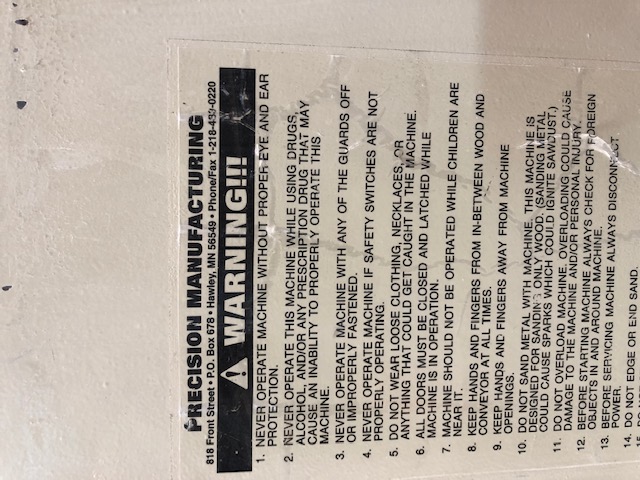 PRECISION MANUFACTURING
818 Front Street • P.O. Box 678 • Hawley, MN 56549 • Phone/Fax 1-218-483-0220
WARNING!!!
1. NEVER OPERATE MACHINE WITHOUT PROPER EYE AND EAR
PROTECTION.
2. NEVER OPERATE THIS MACHINE WHILE USING DRUGS,
ALCOHOL, AND/OR ANY PRESCRIPTION DRUG THAT MAY
CAUSE AN INABILITY TO PROPERLY OPERATE THIS
MACHINE.
3. NEVER OPERATE MACHINE WITH ANY OF THE GUARDS OFF
OR IMPROPERLY FASTENED.
4. NEVER OPERATE MACHINE IF SAFETY SWITCHES ARE NOT
PROPERLY OPERATING.
5. DO NOT WEAR LOOSE CLOTHING, NECKLACES, OR
ANYTHING THAT COULD GET CAUGHT IN THE MACHINE.
6. ALL DOORS MUST BE CLOSED AND LATCHED WHILE
MACHINE IN OPERATION.
7. MACHINE SHOULD NOT BE OPERATED WHILE CHILDREN ARE
NEAR IT.
8. KEEP HANDS AND FINGERS FROM IN-BETWEEN WOOD AND
CONVEYOR AT ALL TIMES.
9. KEEP HANDS AND FINGERS AWAY FROM MACHINE
OPENINGS.
10. DO NOT SAND METAL WITH MACHINE. THIS MACHINE IS
DESIGNED FOR SANDING ONLY WOOD. (SANDING METAL
COULD CAUSE SPARKS WHICH COULD IGNITE SAWDUST.)
11. DO NOT OVERLOAD MACHINE. OVERLOADING COULD CAUSE
DAMAGE TO THE MACHINE AND/OR PERSONAL INJURY.
12. BEFORE STARTING MACHINE ALWAYS CHECK FOR FOREIGN
OBJECTS IN AND AROUND MACHINE.
13. BEFORE SERVICING MACHINE ALWAYS DISCONNECT
POWER.
14. DO NOT EDGE OR END SAND.
15.